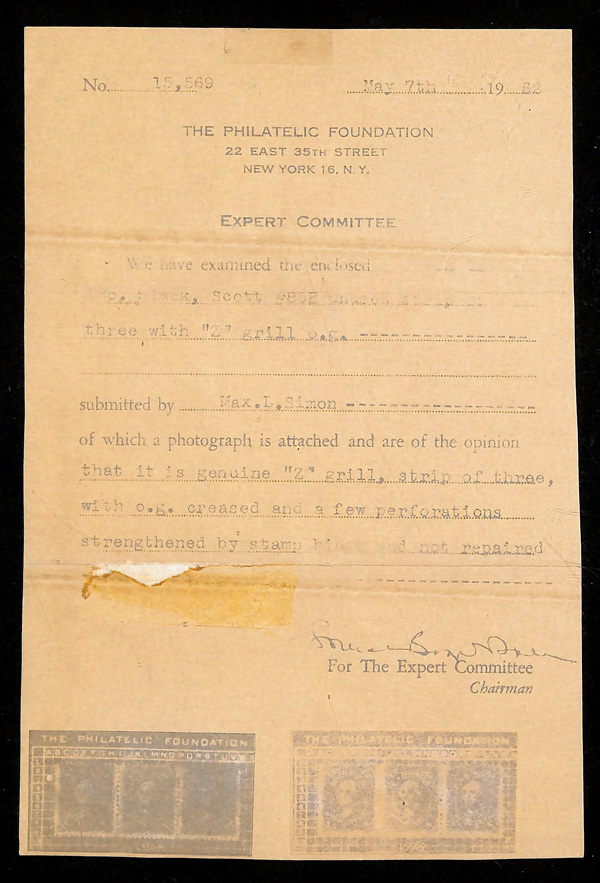 No. 15,569 May 7th 19
THE PHILATELIC FOUNDATION
22 EAST 35TH STREET
NEW YORK 16, N. Y.
EXPERT COMMITTEE
We have examined the enclosed
Black, Scott #85E
three with "Z" grill o.g. -----------------
submitted by Max.L.Simon -------------------
of which a photograph is attached and are of the opinion
that it is genuine "Z" grill, strip of three,
with o.g. creased and a few perforations
strengthened by stamp and not repaired
-----------------
For The Expert Committee
Chairman
THE PHILATELIC FOUNDATION THE PHILATELIC FOUNDATION